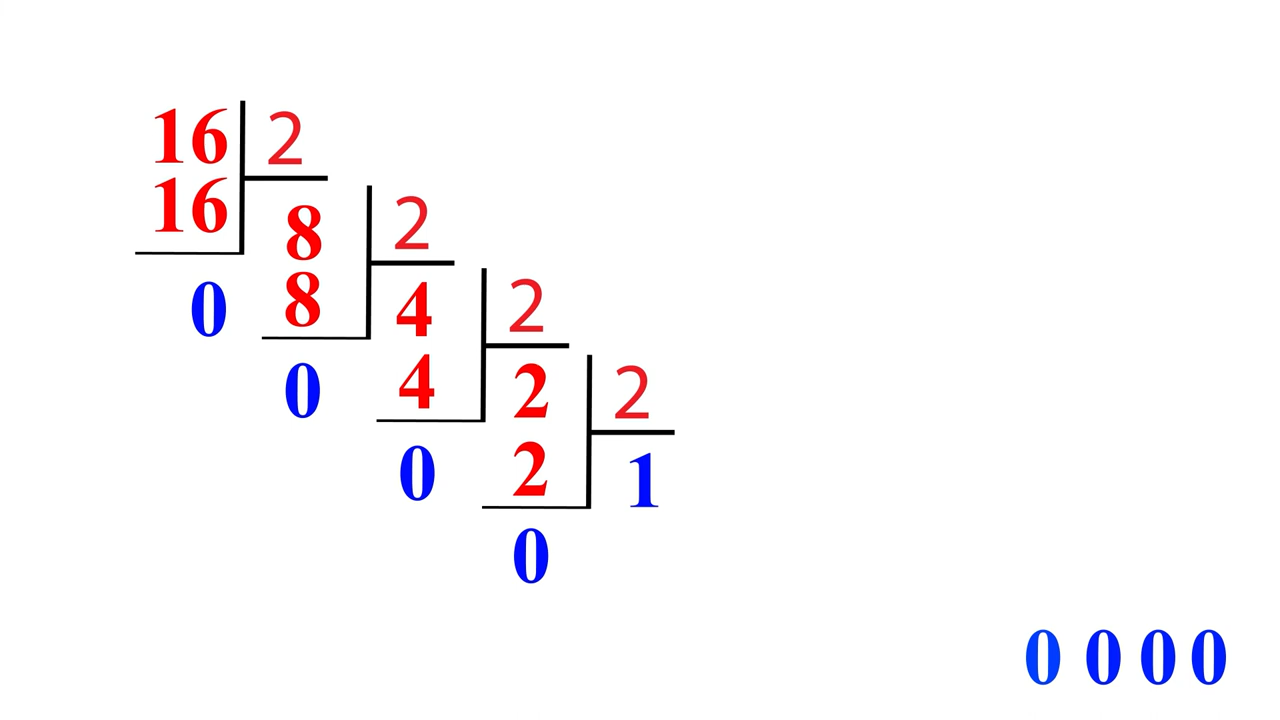 16 2
16 8 2
0 8 4 2
0 4 2 2
0 2 1
0
0 0 0 0